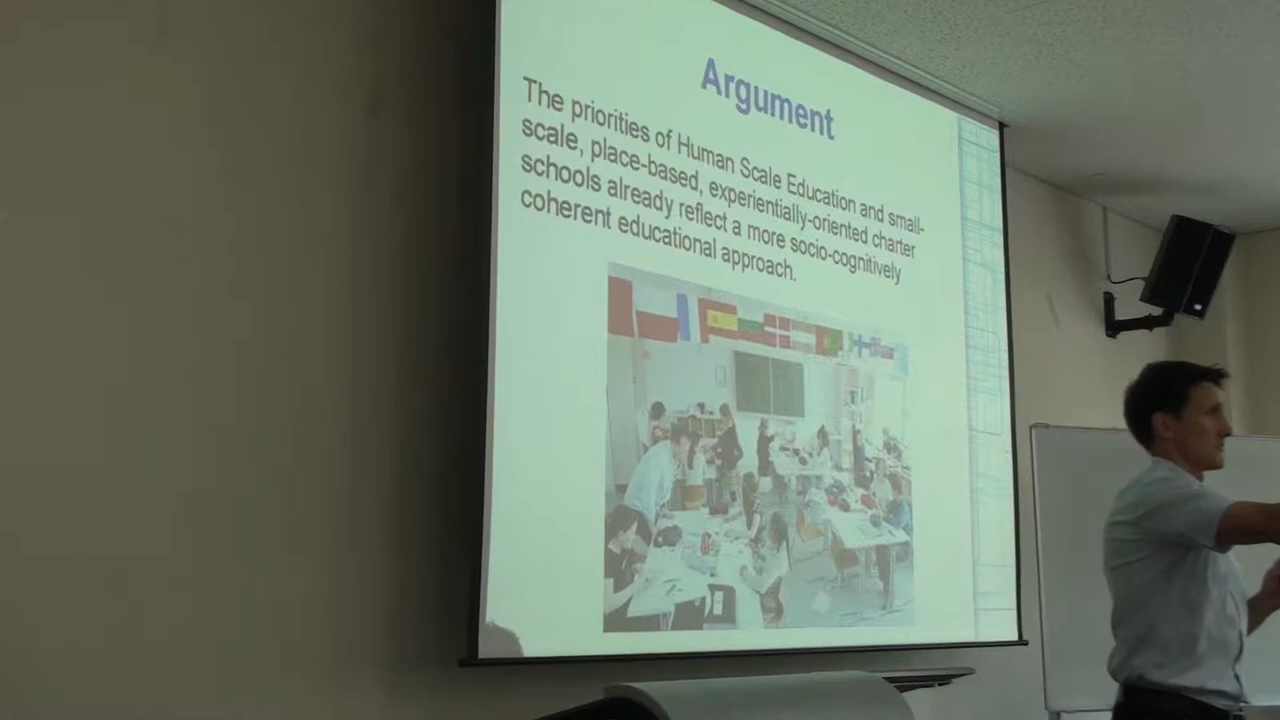 Argument
The priorities of Human Scale Education and small-
scale, place-based, experientially-oriented charter
schools already reflect a more socio-cognitively
coherent educational approach.